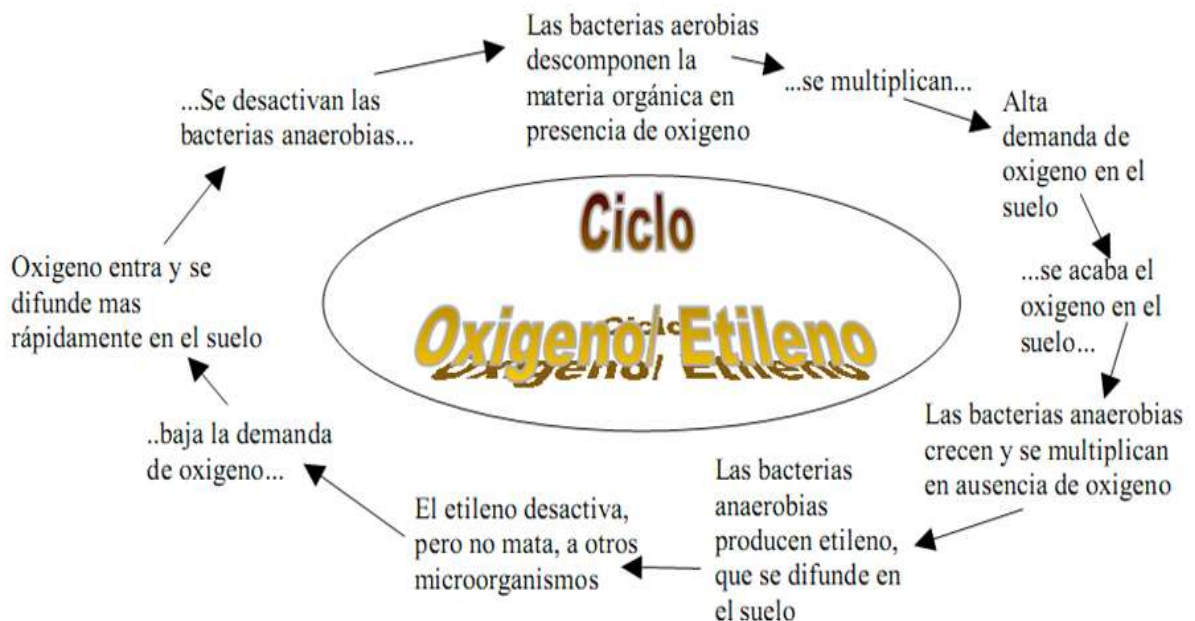 Las bacterias aerobias
descomponen la
materia orgánica en
presencia de oxigeno
...se multiplican...
Alta
demanda de
oxigeno en el
suelo
...se acaba el
oxigeno en el
suelo...
Las bacterias anaerobias
crecen y se multiplican
en ausencia de oxigeno
Las bacterias
anaerobias
producen etileno,
que se difunde en
el suelo
El etileno desactiva,
pero no mata, a otros
microorganismos
..baja la demanda
de oxigeno...
Oxigeno entra y se
difunde mas
rápidamente en el suelo
...Se desactivan las
bacterias anaerobias...
Ciclo
Oxigeno/ Etileno